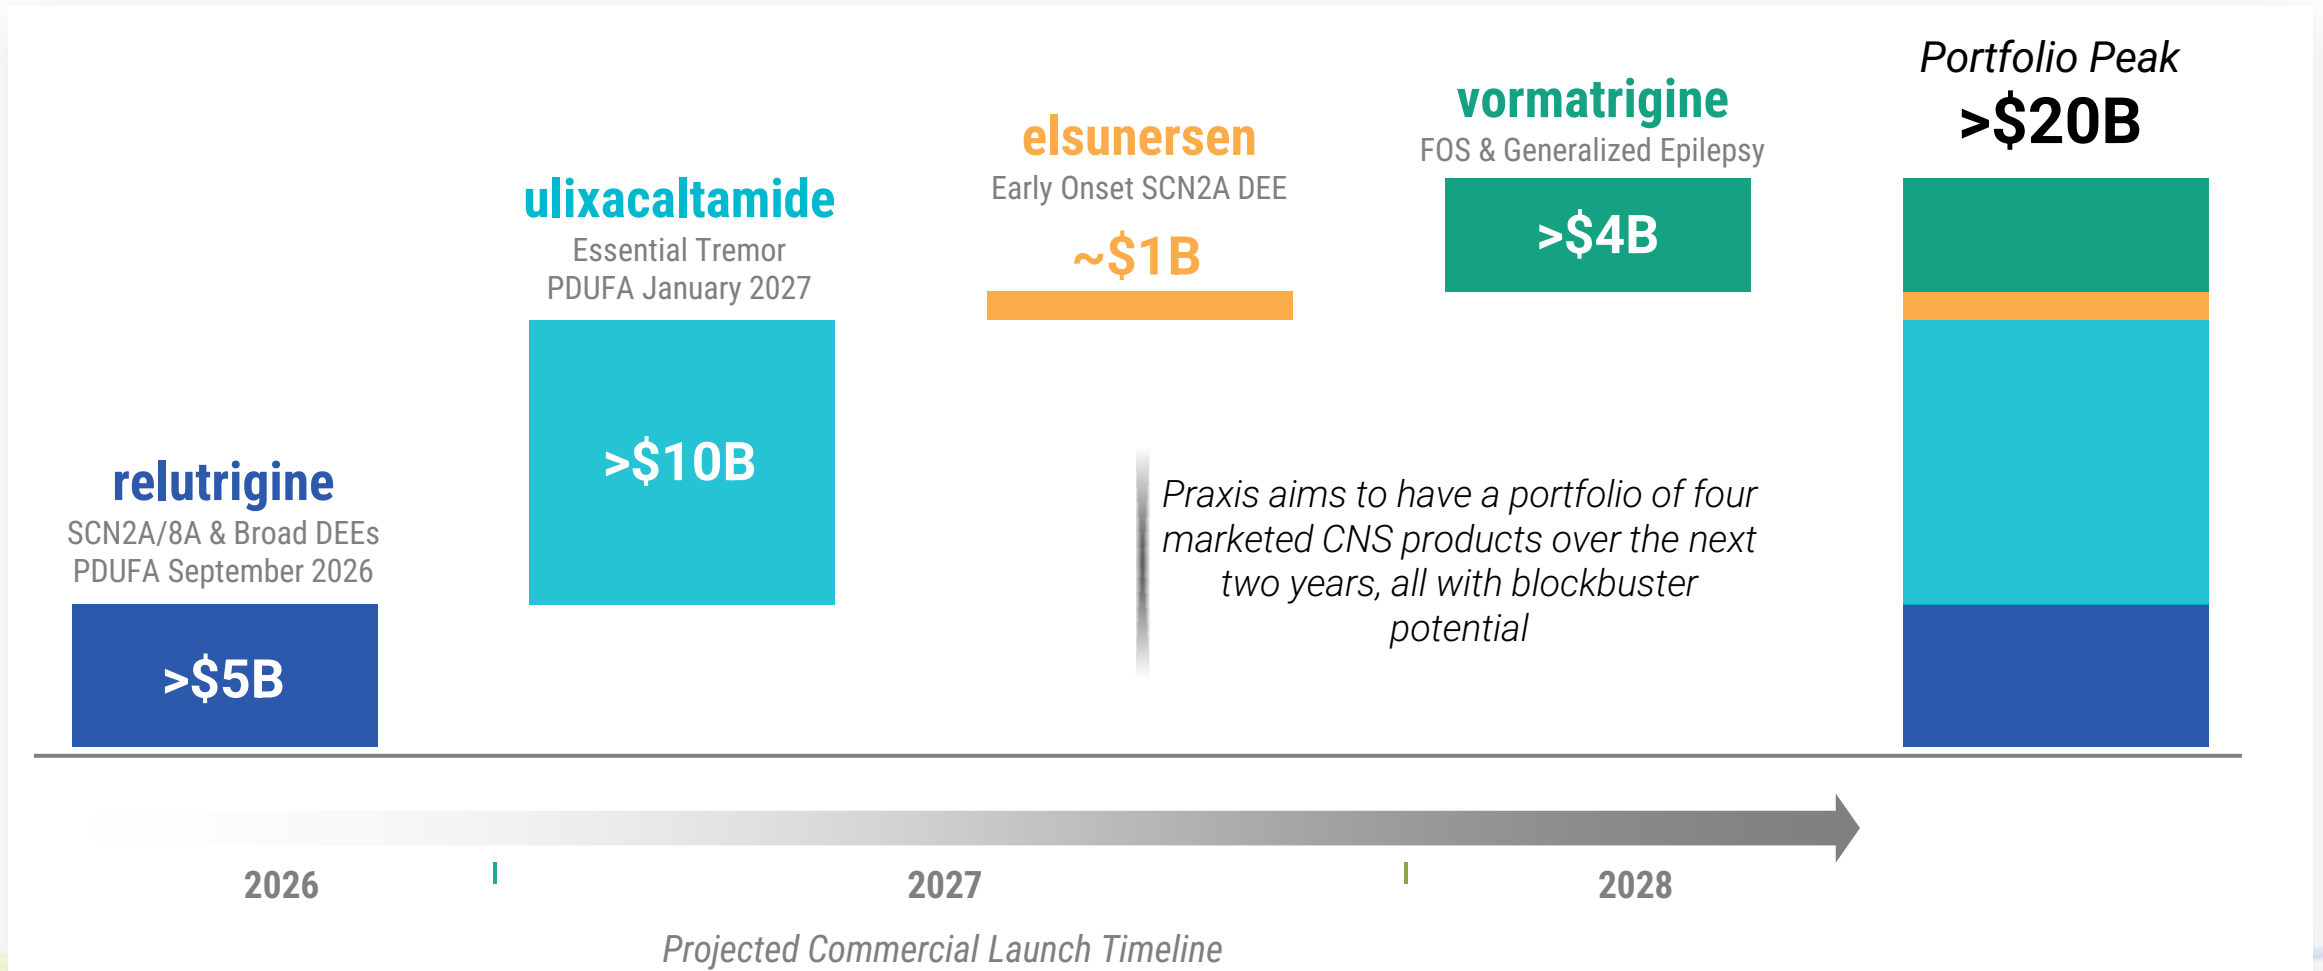 relutrigine
SCN2A/8A & Broad DEEs
PDUFA September 2026
>$5B
ulixacaltamide
Essential Tremor
PDUFA January 2027
>$10B
elsunersen
Early Onset SCN2A DEE
~$1B
vormatrigine
FOS & Generalized Epilepsy
>$4B
Portfolio Peak
>$20B
Praxis aims to have a portfolio of four
marketed CNS products over the next
two years, all with blockbuster
potential
2026
2027
2028
Projected Commercial Launch Timeline